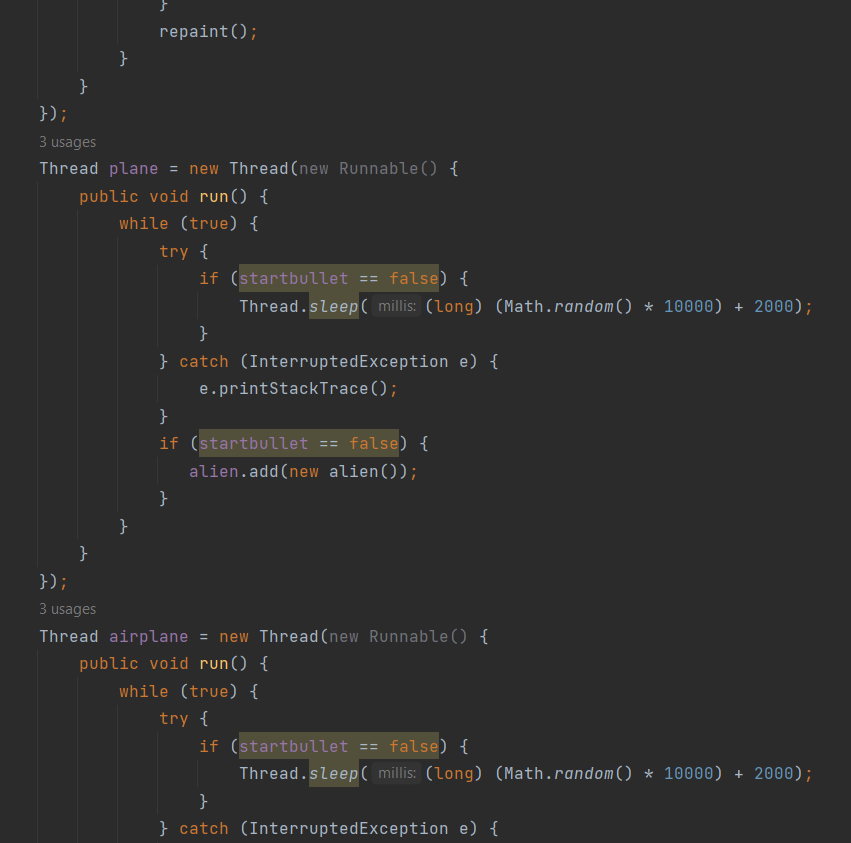 }
repaint();
}
}
});
3 usages
Thread plane = new Thread(new Runnable() {
public void run() {
while (true) {
try {
if (startbullet == false) {
Thread.sleep( millis: (long) (Math.random() * 10000) + 2000);
}
} catch (InterruptedException e) {
e.printStackTrace();
}
if (startbullet == false) {
alien.add(new alien());
}
}
}
});
3 usages
Thread airplane = new Thread(new Runnable() {
public void run() {
while (true) {
try {
if (startbullet == false) {
Thread.sleep( millis: (long) (Math.random() * 10000) + 2000);
}
} catch (InterruptedException e) {